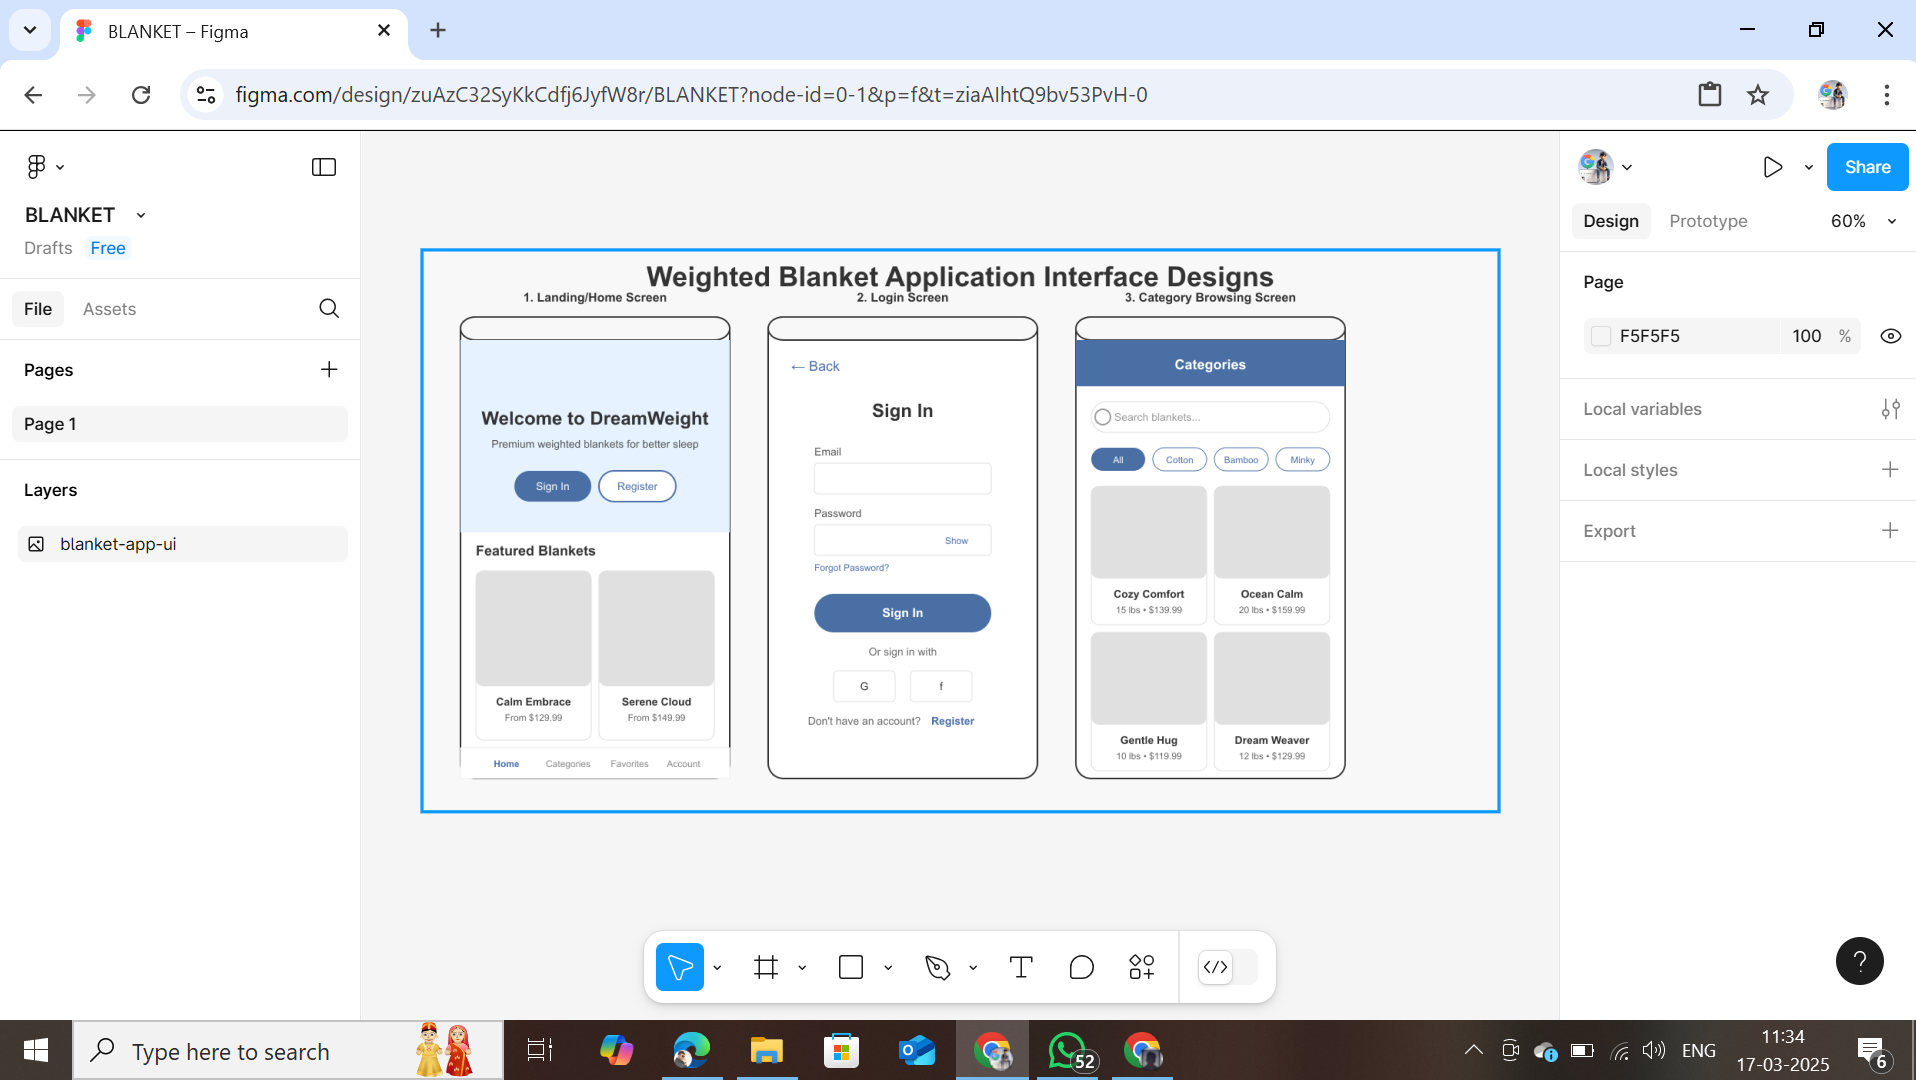 BLANKET – Figma
figma.com/design/zuAzC32SyKkCdfj6JyfW8r/BLANKET?node-id=0-1&p=f&t=ziaAIhtQ9bv53PvH-0
BLANKET
Drafts Free
File Assets
Pages
Page 1
Layers
blanket-app-ui
Weighted Blanket Application Interface Designs
1. Landing/Home Screen
Welcome to DreamWeight
Premium weighted blankets for better sleep
Sign In Register
Featured Blankets
Calm Embrace Serene Cloud
From $129.99 From $149.99
Home Categories Favorites Account
2. Login Screen
← Back
Sign In
Email
Password
Show
Forgot Password?
Sign In
Or sign in with
G f
Don't have an account? Register
3. Category Browsing Screen
Categories
Search blankets...
All Cotton Bamboo Minky
Cozy Comfort Ocean Calm
15 lbs • $139.99 20 lbs • $159.99
Gentle Hug Dream Weaver
10 lbs • $119.99 12 lbs • $129.99
Share
Design Prototype 60%
Page
F5F5F5 100 %
Local variables
Local styles
Export
?
Type here to search
52
ENG
11:34
17-03-2025
6